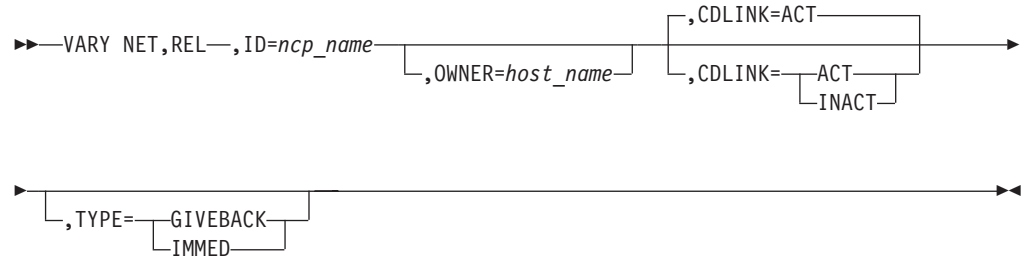 ,CDLINK=ACT
VARY NET,REL ,ID=ncp_name
,OWNER=host_name ,CDLINK= ACT
INACT
,TYPE= GIVEBACK
IMMED